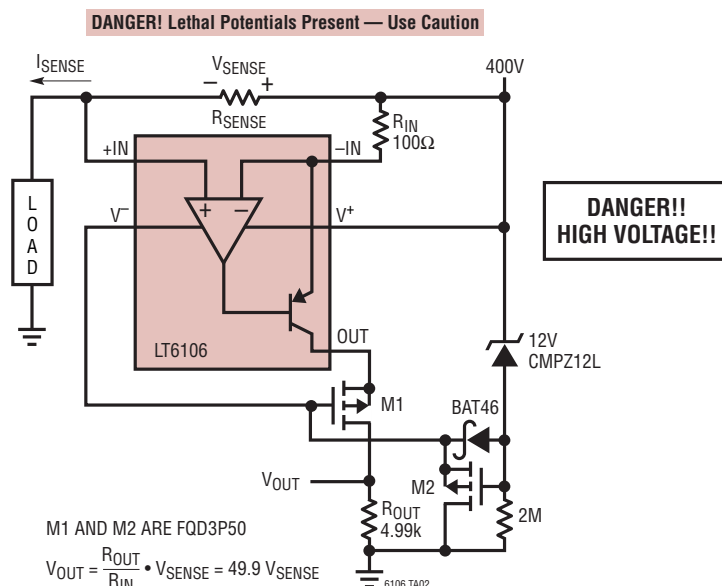 DANGER! Lethal Potentials Present — Use Caution
ISENSE
VSENSE
– +
RSENSE
400V
RIN
100Ω
+IN
–IN
LOAD
V–
+ –
V+
DANGER!!
HIGH VOLTAGE!!
LT6106
OUT
12V
CMPZ12L
M1
BAT46
M2
VOUT
ROUT
4.99k
2M
M1 AND M2 ARE FQD3P50
VOUT = ROUT/RIN • VSENSE = 49.9 VSENSE
6106 TA02